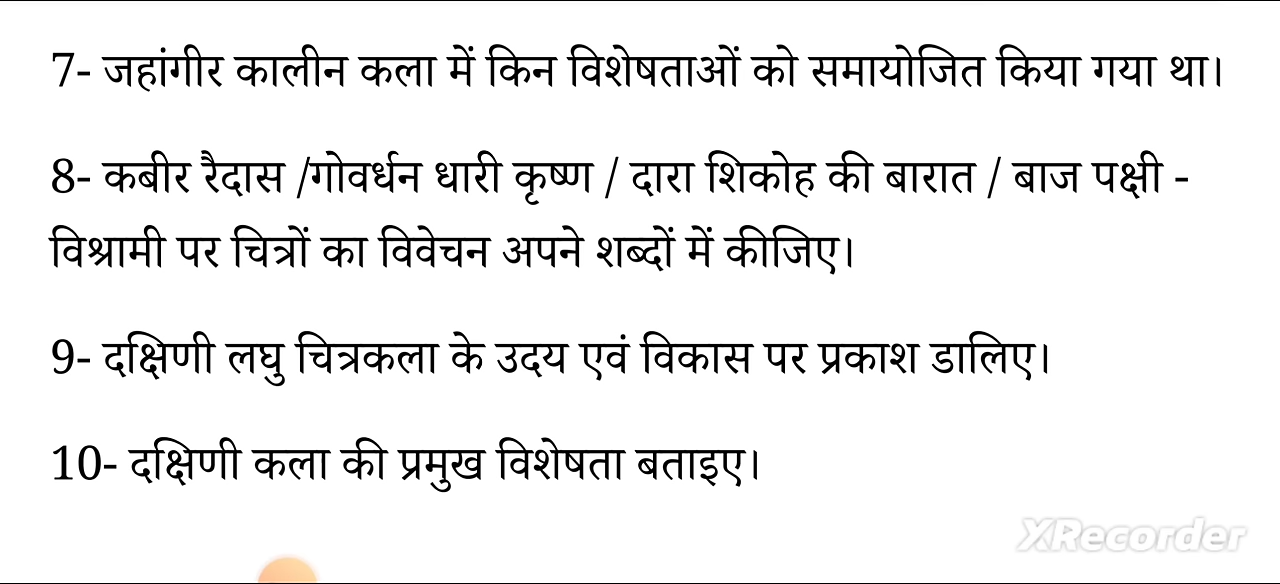 7- जहांगीर कालीन कला में किन विशेषताओं को समायोजित किया गया था।
8- कबीर रैदास /गोवर्धन धारी कृष्ण / दारा शिकोह की बारात / बाज पक्षी -
विश्रामी पर चित्रों का विवेचन अपने शब्दों में कीजिए।
9- दक्षिणी लघु चित्रकला के उदय एवं विकास पर प्रकाश डालिए।
10- दक्षिणी कला की प्रमुख विशेषता बताइए।
XRecorder